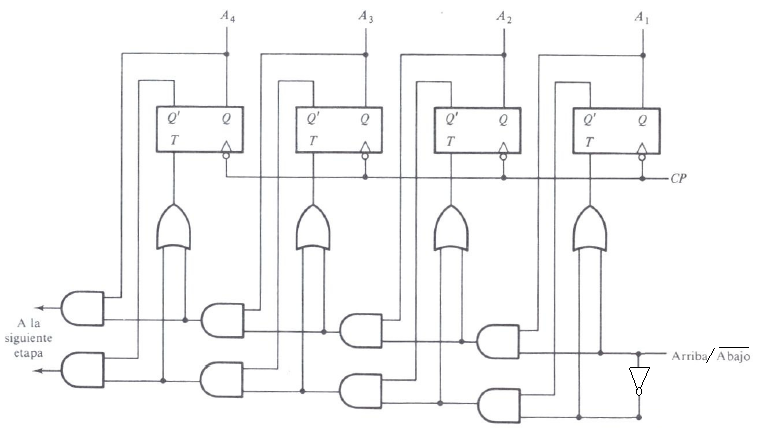 A4 A3 A2 A1
Q' Q Q' Q Q' Q Q' Q
T T T T
CP
A la
siguiente
etapa
Arriba/Abajo